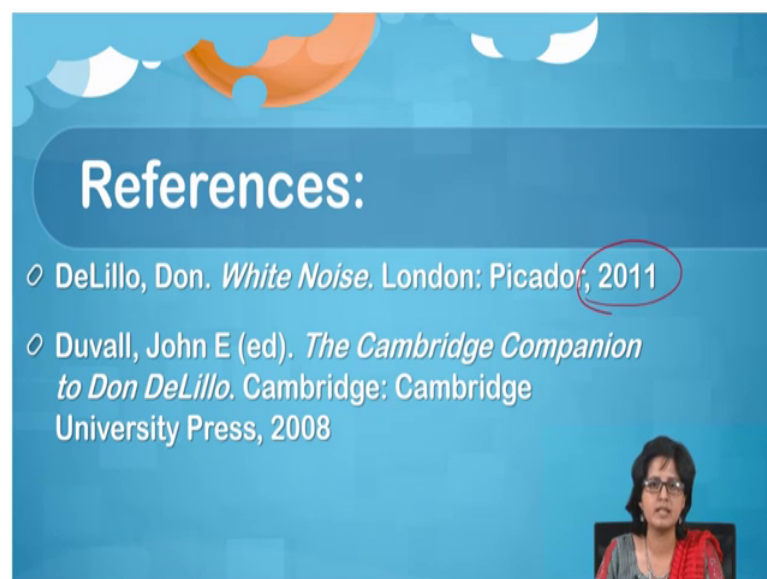 References:
DeLillo, Don. White Noise. London: Picador, 2011
Duvall, John E (ed). The Cambridge Companion
to Don DeLillo. Cambridge: Cambridge
University Press, 2008